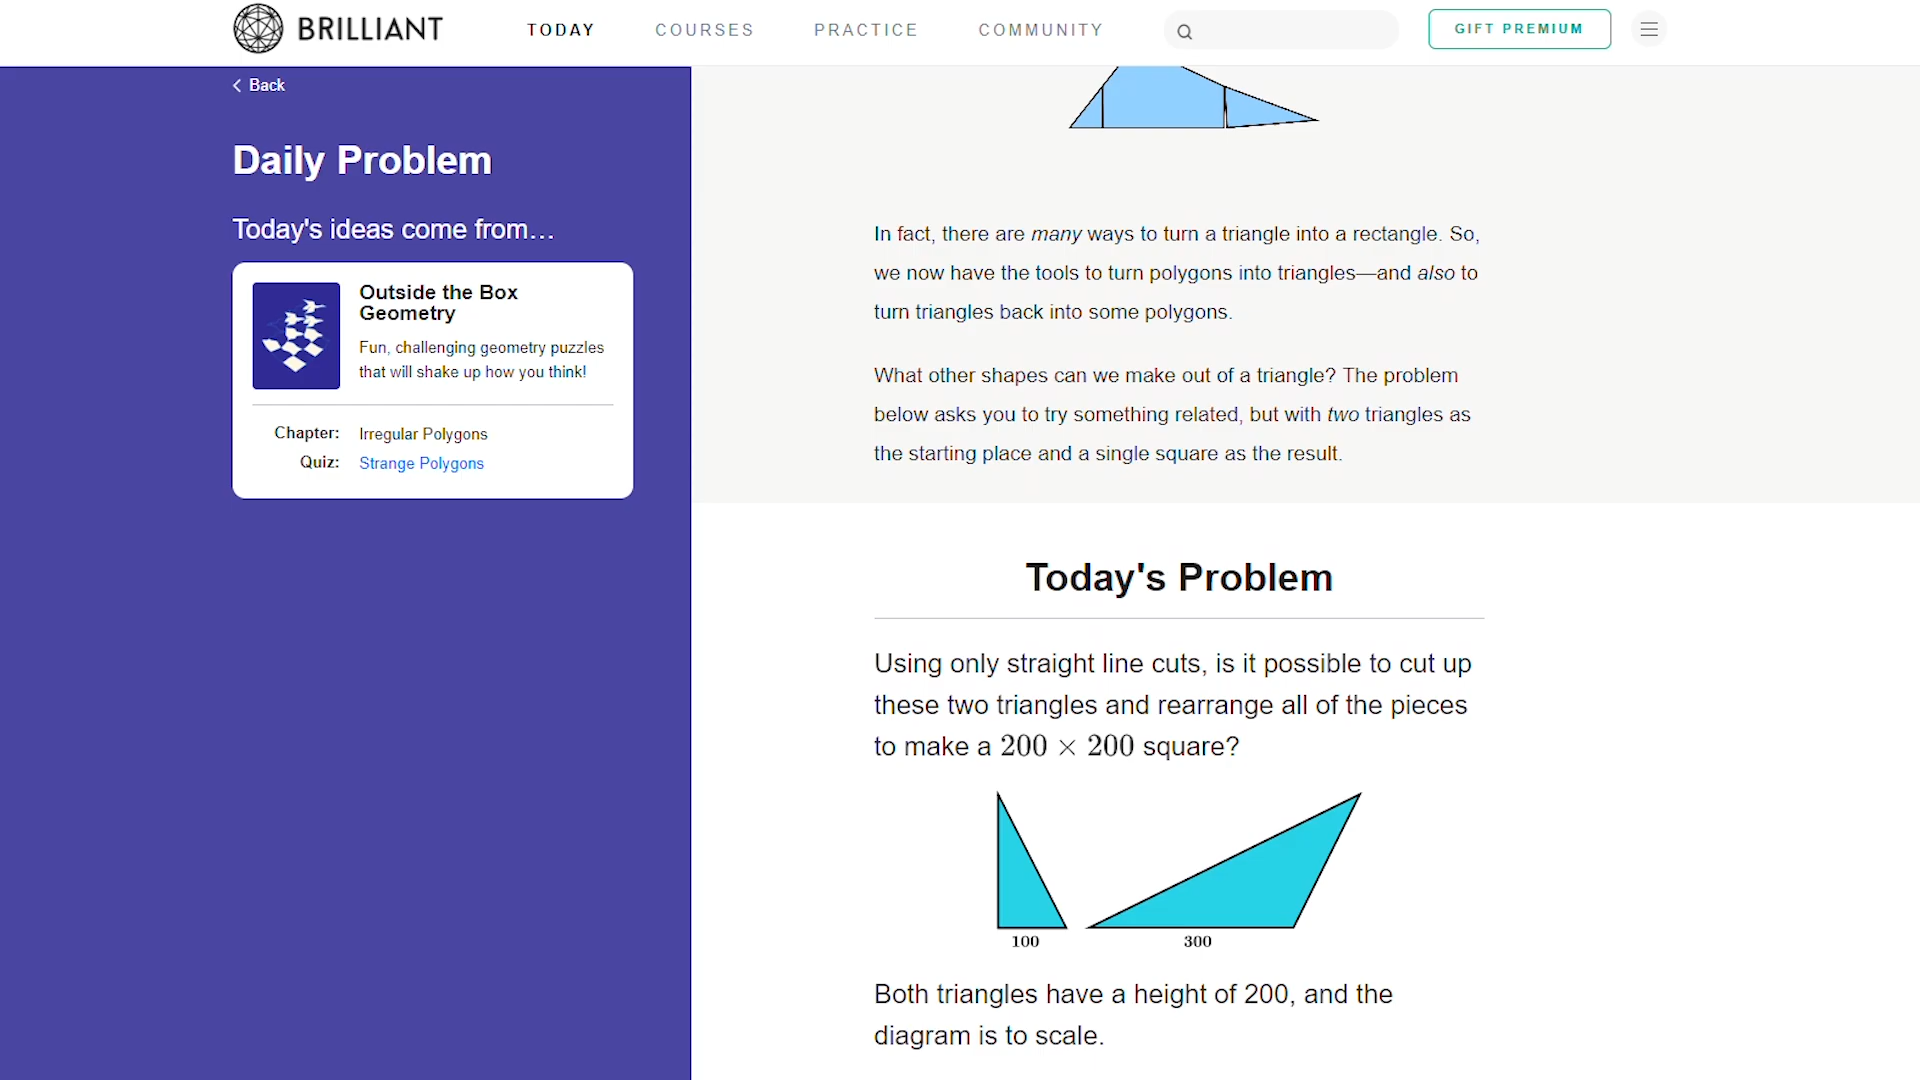 BRILLIANT
TODAY
COURSES
PRACTICE
COMMUNITY
GIFT PREMIUM
Back
Daily Problem
Today's ideas come from…
Outside the Box
Geometry
Fun, challenging geometry puzzles
that will shake up how you think!
Chapter: Irregular Polygons
Quiz: Strange Polygons
In fact, there are many ways to turn a triangle into a rectangle. So,
we now have the tools to turn polygons into triangles—and also to
turn triangles back into some polygons.
What other shapes can we make out of a triangle? The problem
below asks you to try something related, but with two triangles as
the starting place and a single square as the result.
Today's Problem
Using only straight line cuts, is it possible to cut up
these two triangles and rearrange all of the pieces
to make a 200 × 200 square?
100
300
Both triangles have a height of 200, and the
diagram is to scale.